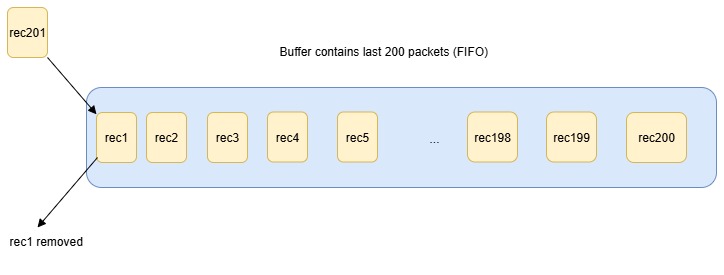 rec201
Buffer contains last 200 packets (FIFO)
rec1 rec2 rec3 rec4 rec5 ... rec198 rec199 rec200
rec1 removed